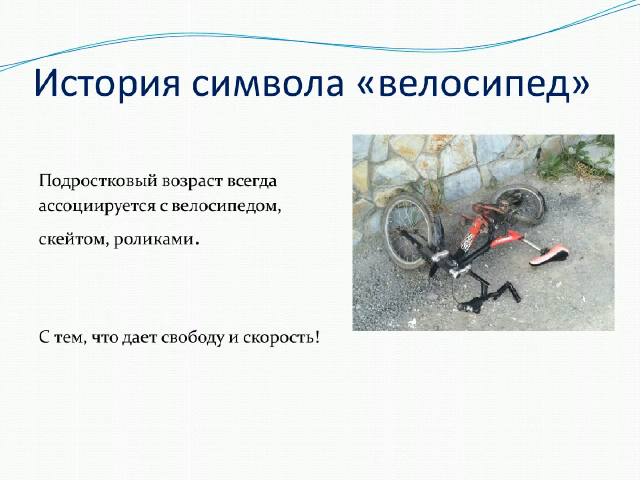 История символа «велосипед»
Подростковый возраст всегда
ассоциируется с велосипедом,
скейтом, роликами.
С тем, что дает свободу и скорость!